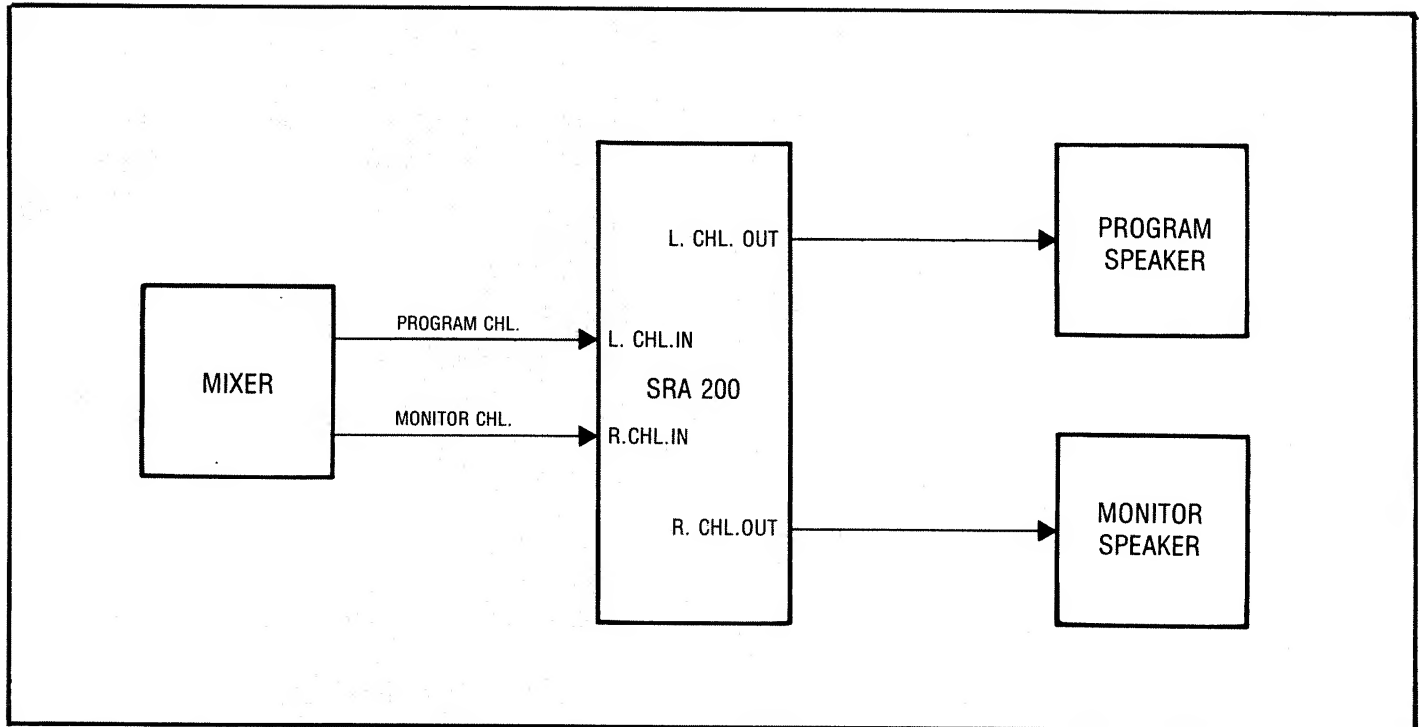 MIXER
PROGRAM CHL.
MONITOR CHL.
L. CHL. OUT
L. CHL.IN
SRA 200
R.CHL.IN
R. CHL.OUT
PROGRAM
SPEAKER
MONITOR
SPEAKER